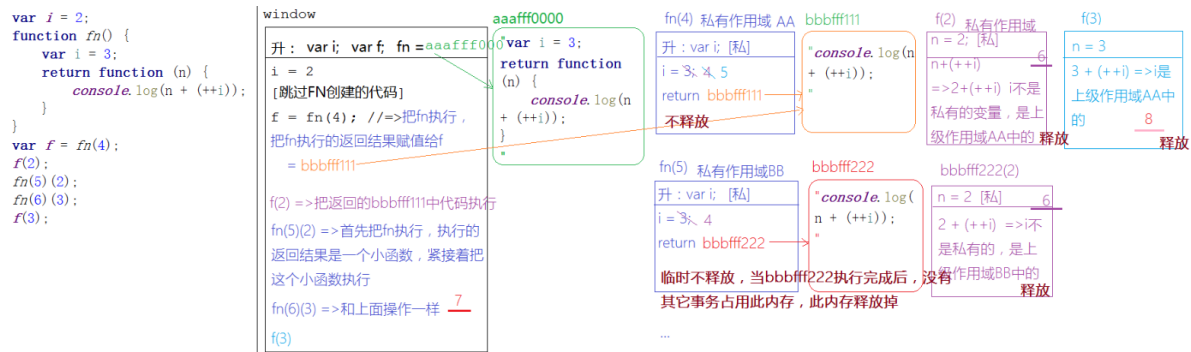 var i = 2;
function fn() {
var i = 3;
return function (n) {
console.log(n + (++i));
}
}
var f = fn(4);
f(2);
fn(5)(2);
fn(6)(3);
f(3);
window
升： var i; var f; fn =aaafff000
i = 2
[跳过FN创建的代码]
f = fn(4); //=>把fn执行，
把fn执行的返回结果赋值给f
= bbbfff111
f(2) =>把返回的bbbfff111中代码执行
fn(5)(2) =>首先把fn执行，执行的
返回结果是一个小函数，紧接着把
这个小函数执行
fn(6)(3) =>和上面操作一样 7
f(3)
aaafff0000
"var i = 3;
return function
(n) {
console.log(n
+ (++i));
}
"
fn(4) 私有作用域 AA
升：var i; [私]
i = 3; 4 5
return bbbfff111
不释放
bbbfff111
"console.log(n
+ (++i));
"
f(2) 私有作用域
n = 2; [私]
n+(++i) 6
=>2+(++i) i不是
私有的变量，是上
级作用域AA中的 释放
f(3)
n = 3
3 + (++i) =>i是
上级作用域AA中
的 8
释放
fn(5) 私有作用域BB
升：var i; [私]
i = 3; 4
return bbbfff222
临时不释放，当bbbfff222执行完成后，没有
其它事务占用此内存，此内存释放掉
...
bbbfff222
"console.log(
n + (++i));
"
bbbfff222(2)
n = 2 [私] 6
2 + (++i) =>i不
是私有的，是上
级作用域BB中的
释放